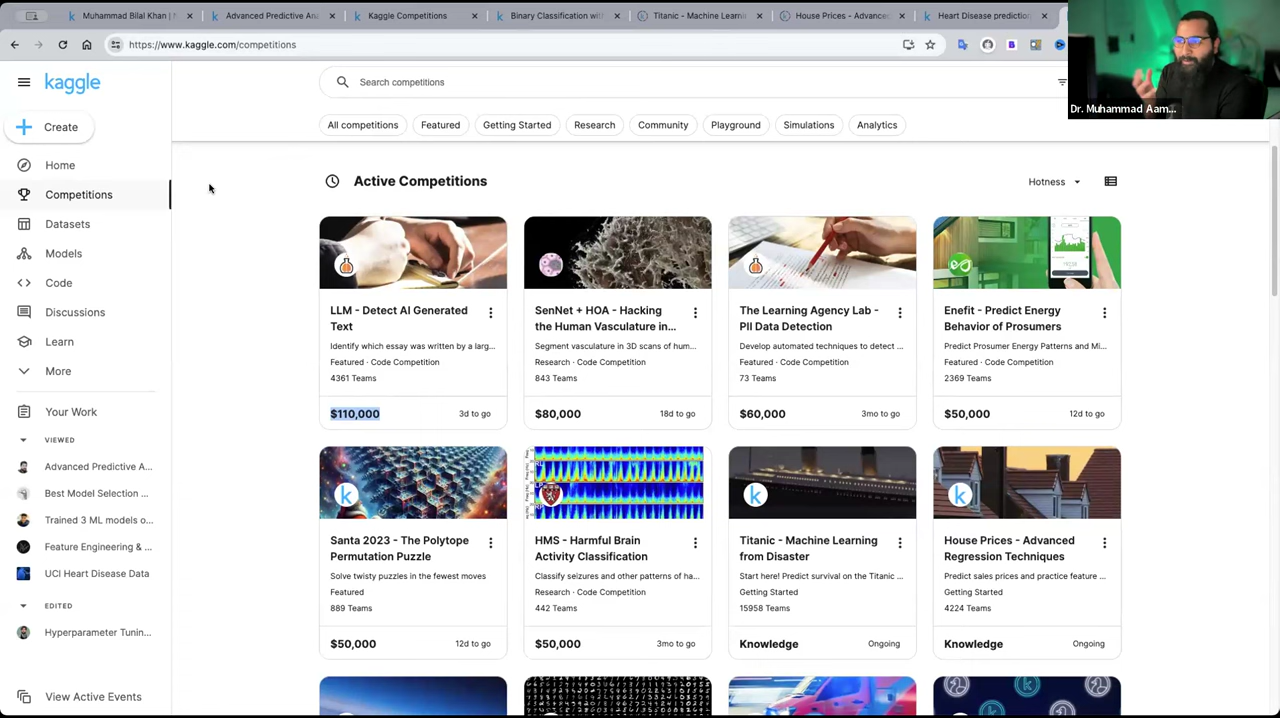 Muhammad Bilal Khan | N
Advanced Predictive Ana
Kaggle Competitions
Binary Classification with
Titanic - Machine Learni
House Prices - Advanced
Heart Disease prediction
https://www.kaggle.com/competitions
Dr. Muhammad Aam...
kaggle
Create
Home
Competitions
Datasets
Models
Code
Discussions
Learn
More
Your Work
VIEWED
Advanced Predictive A...
Best Model Selection ...
Trained 3 ML models o...
Feature Engineering & ...
UCI Heart Disease Data
EDITED
Hyperparameter Tunin...
View Active Events
Search competitions
All competitions
Featured
Getting Started
Research
Community
Playground
Simulations
Analytics
Active Competitions
Hotness
LLM - Detect AI Generated
Text
Identify which essay was written by a larg...
Featured · Code Competition
4361 Teams
$110,000
3d to go
SenNet + HOA - Hacking
the Human Vasculature in...
Segment vasculature in 3D scans of hum...
Research · Code Competition
843 Teams
$80,000
18d to go
The Learning Agency Lab -
PII Data Detection
Develop automated techniques to detect ...
Featured · Code Competition
73 Teams
$60,000
3mo to go
Enefit - Predict Energy
Behavior of Prosumers
Predict Prosumer Energy Patterns and Mi...
Featured · Code Competition
2369 Teams
$50,000
12d to go
Santa 2023 - The Polytope
Permutation Puzzle
Solve twisty puzzles in the fewest moves
Featured
889 Teams
$50,000
12d to go
HMS - Harmful Brain
Activity Classification
Classify seizures and other patterns of ha...
Research · Code Competition
442 Teams
$50,000
3mo to go
Titanic - Machine Learning
from Disaster
Start here! Predict survival on the Titanic ...
Getting Started
15958 Teams
Knowledge
Ongoing
House Prices - Advanced
Regression Techniques
Predict sales prices and practice feature ...
Getting Started
4224 Teams
Knowledge
Ongoing